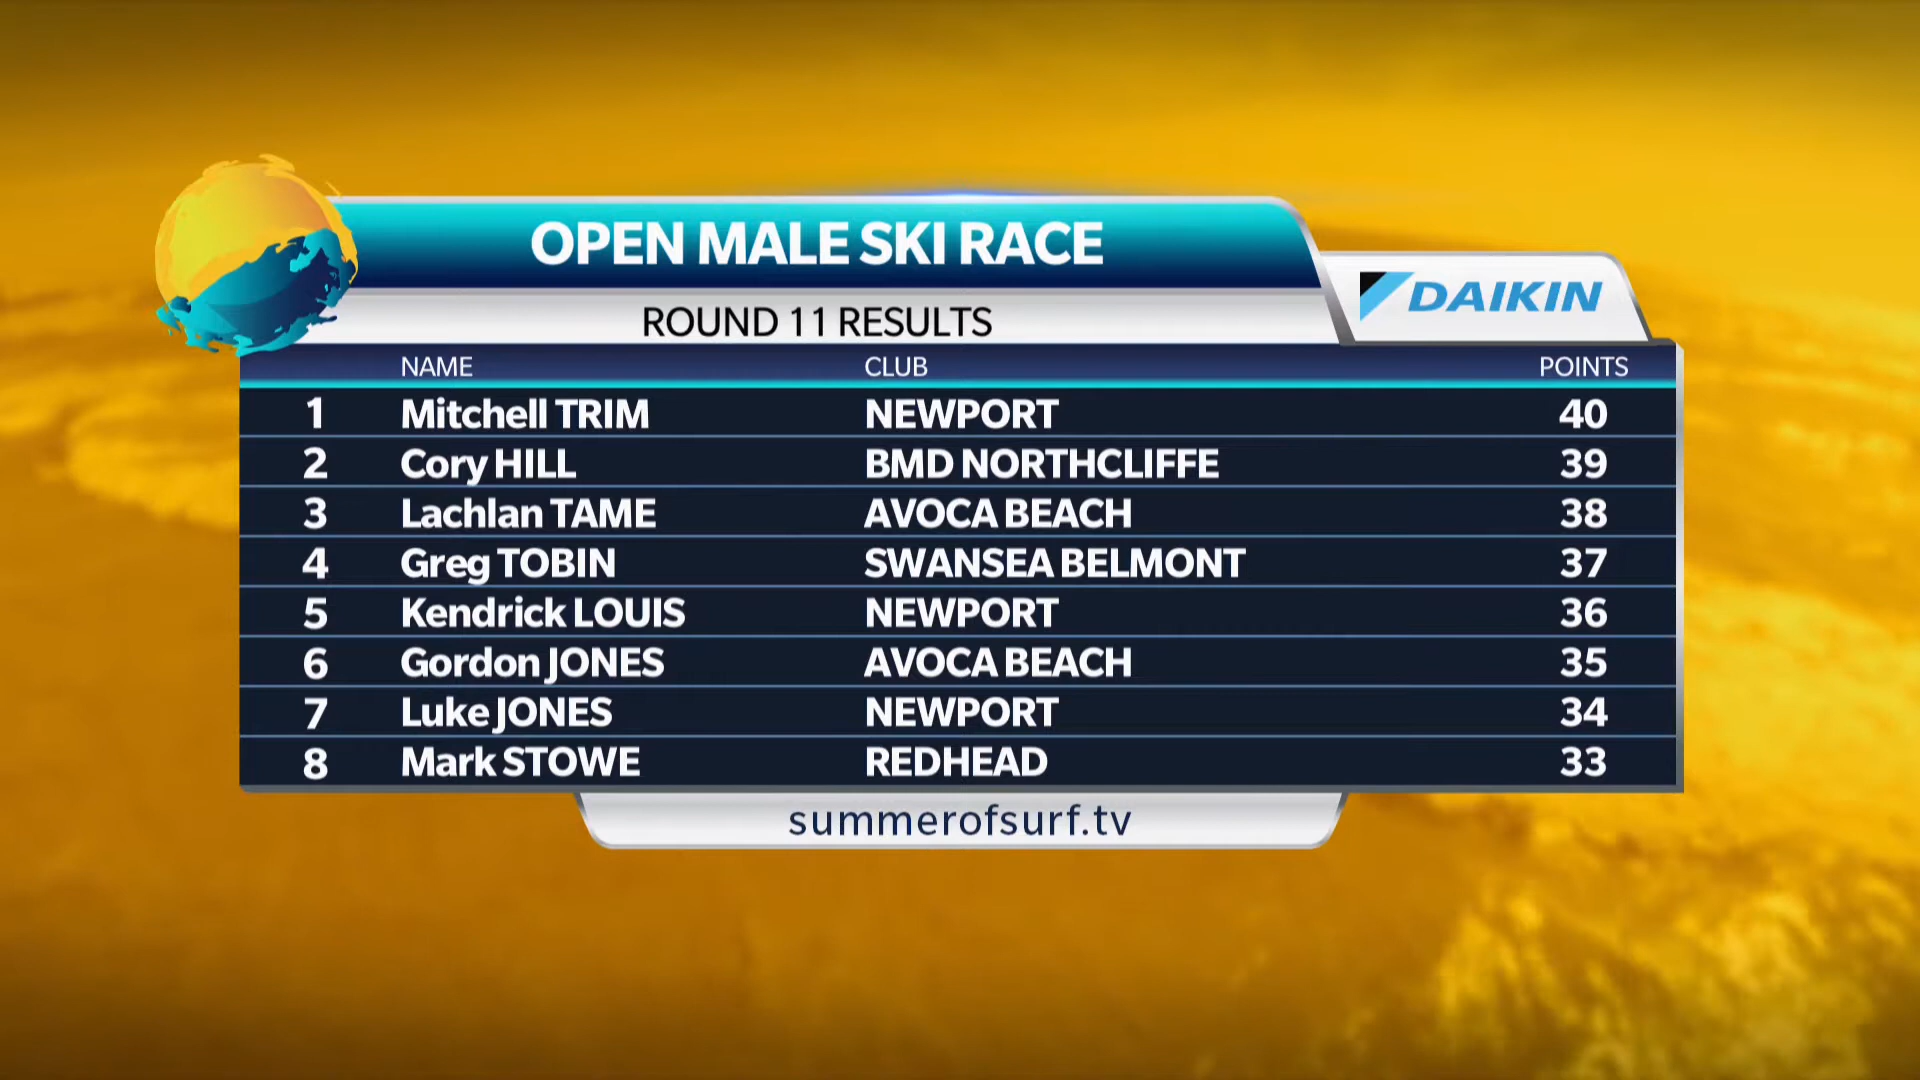 OPEN MALE SKI RACE
DAIKIN
ROUND 11 RESULTS
NAME CLUB POINTS
1 Mitchell TRIM NEWPORT 40
2 Cory HILL BMD NORTHCLIFFE 39
3 Lachlan TAME AVOCA BEACH 38
4 Greg TOBIN SWANSEA BELMONT 37
5 Kendrick LOUIS NEWPORT 36
6 Gordon JONES AVOCA BEACH 35
7 Luke JONES NEWPORT 34
8 Mark STOWE REDHEAD 33
summerofsurf.tv